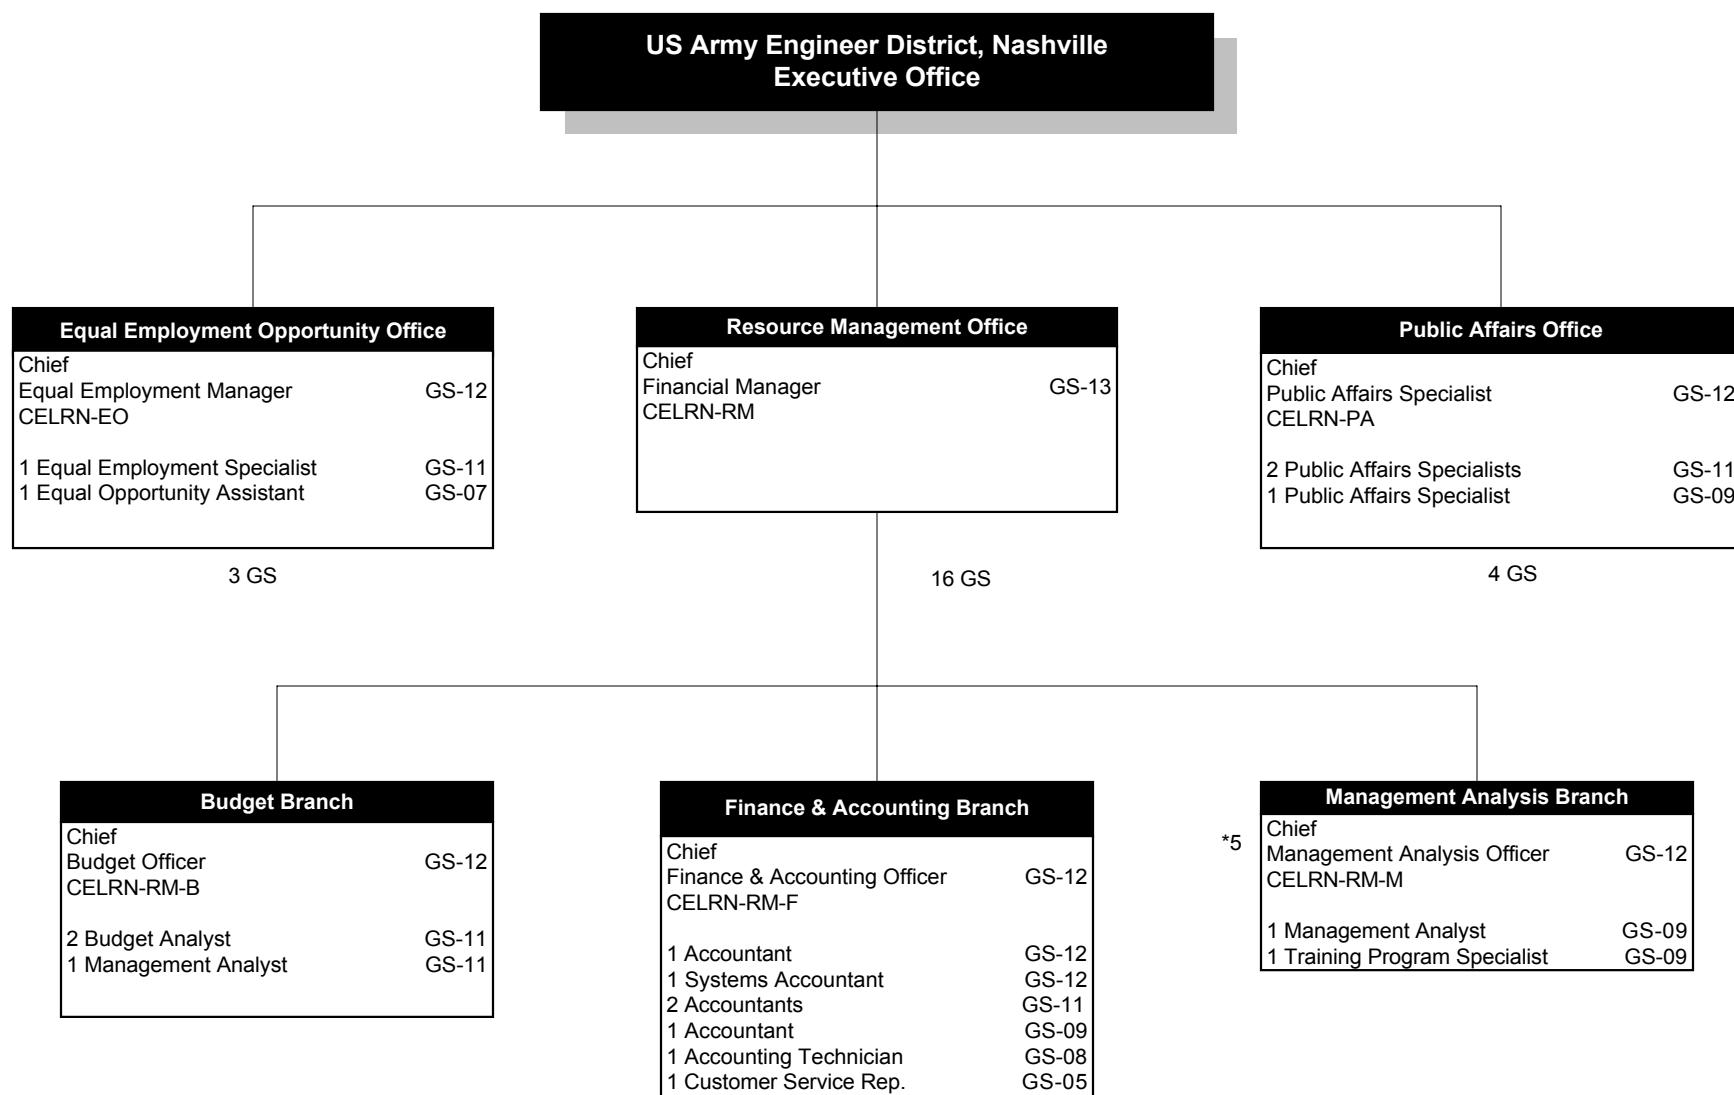 US Army Engineer District, Nashville
Executive Office
Equal Employment Opportunity Office
Chief
Equal Employment Manager GS-12
CELRN-EO
1 Equal Employment Specialist GS-11
1 Equal Opportunity Assistant GS-07
3 GS
Resource Management Office
Chief
Financial Manager GS-13
CELRN-RM
16 GS
Public Affairs Office
Chief
Public Affairs Specialist GS-12
CELRN-PA
2 Public Affairs Specialists GS-11
1 Public Affairs Specialist GS-09
4 GS
Budget Branch
Chief
Budget Officer GS-12
CELRN-RM-B
2 Budget Analyst GS-11
1 Management Analyst GS-11
Finance & Accounting Branch
Chief
Finance & Accounting Officer GS-12
CELRN-RM-F
1 Accountant GS-12
1 Systems Accountant GS-12
2 Accountants GS-11
1 Accountant GS-09
1 Accounting Technician GS-08
1 Customer Service Rep. GS-05
*5
Management Analysis Branch
Chief
Management Analysis Officer GS-12
CELRN-RM-M
1 Management Analyst GS-09
1 Training Program Specialist GS-09